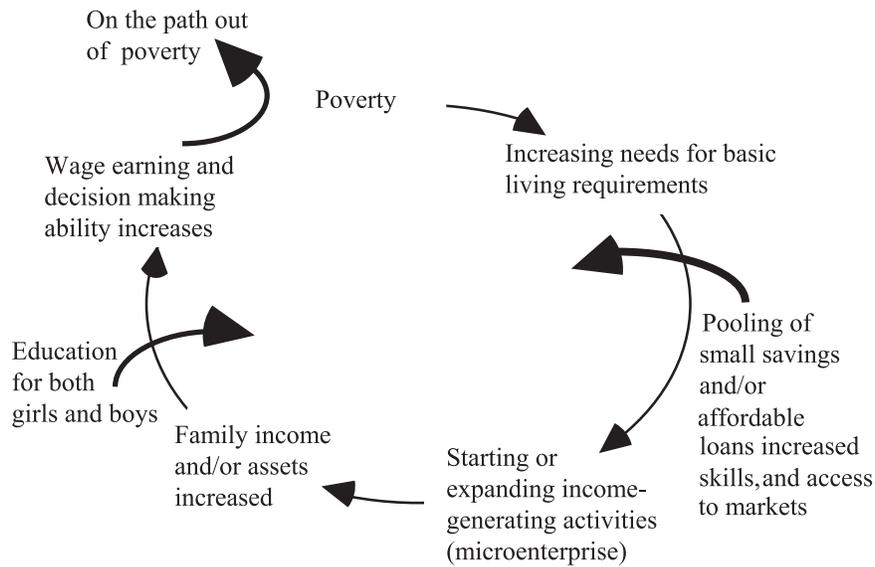 On the path out
of poverty
Poverty
Increasing needs for basic
living requirements
Wage earning and
decision making
ability increases
Pooling of
small savings
and/or
affordable
loans increased
skills,and access
to markets
Education
for both
girls and boys
Family income
and/or assets
increased
Starting or
expanding income-
generating activities
(microenterprise)